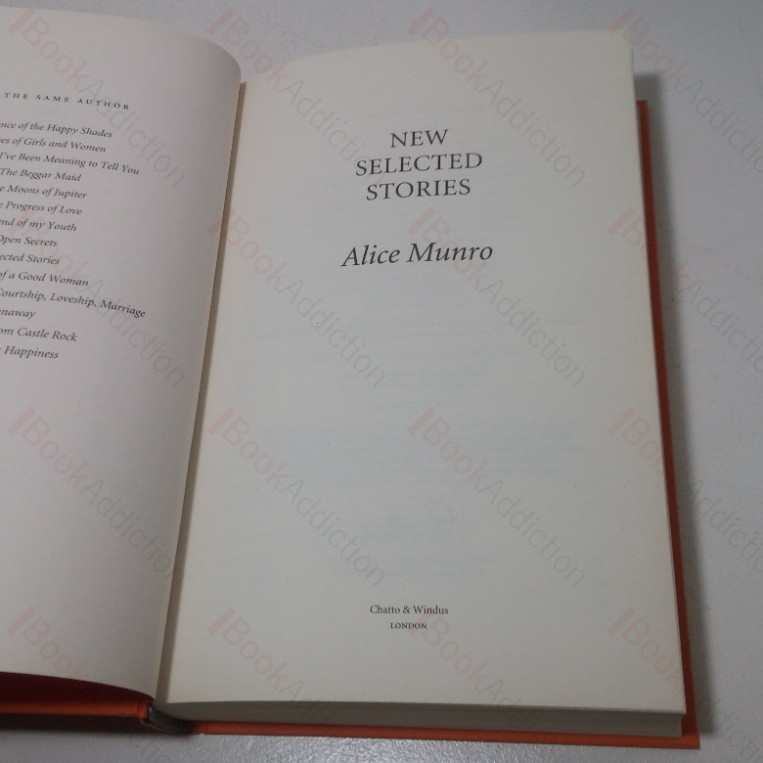 THE SAME AUTHOR
nce of the Happy Shades
es of Girls and Women
I've Been Meaning to Tell You
The Beggar Maid
e Moons of Jupiter
e Progress of Love
end of my Youth
Open Secrets
ected Stories
of a Good Woman
Courtship, Loveship, Marriage
naway
om Castle Rock
Happiness
NEW
SELECTED
STORIES
Alice Munro
Chatto & Windus
LONDON
BookAddiction